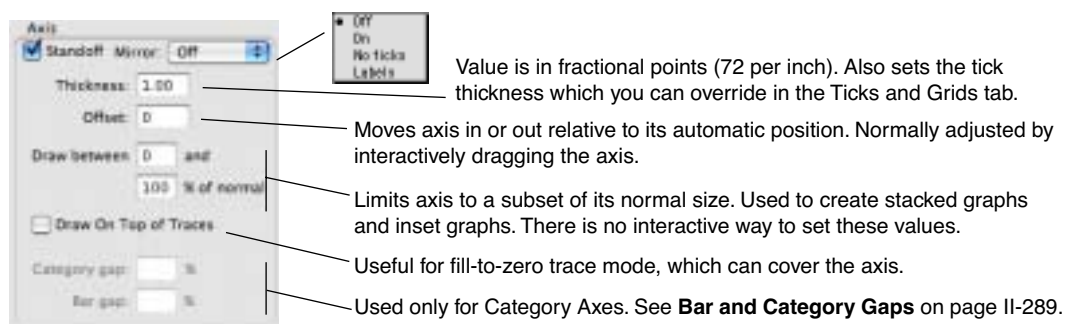 Axis
Standoff Mirror: Off
Off
On
No ticks
Labels
Thickness: 1.00
Value is in fractional points (72 per inch). Also sets the tick
thickness which you can override in the Ticks and Grids tab.
Offset: 0
Moves axis in or out relative to its automatic position. Normally adjusted by
interactively dragging the axis.
Draw between 0 and
100 % of normal
Limits axis to a subset of its normal size. Used to create stacked graphs
and inset graphs. There is no interactive way to set these values.
Draw On Top of Traces
Useful for fill-to-zero trace mode, which can cover the axis.
Category gap: %
Bar gap: %
Used only for Category Axes. See Bar and Category Gaps on page II-289.